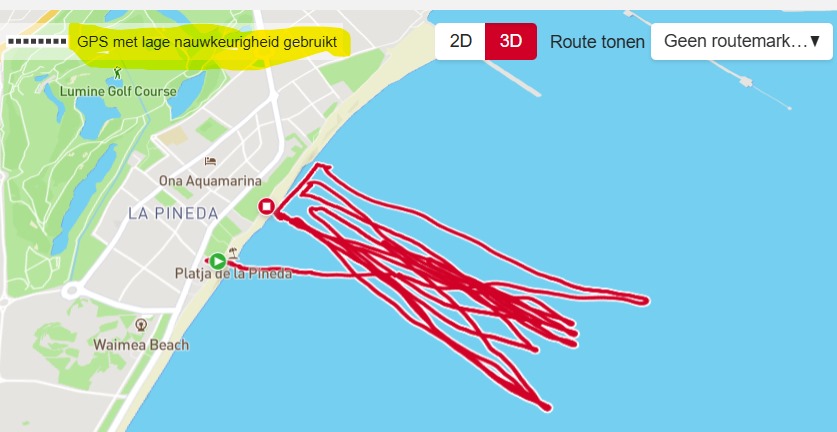 GPS met lage nauwkeurigheid gebruikt
2D
3D
Route tonen
Geen routemark...▼
Lumine Golf Course
Ona Aquamarina
LA PINEDA
Platja de la Pineda
Waimea Beach